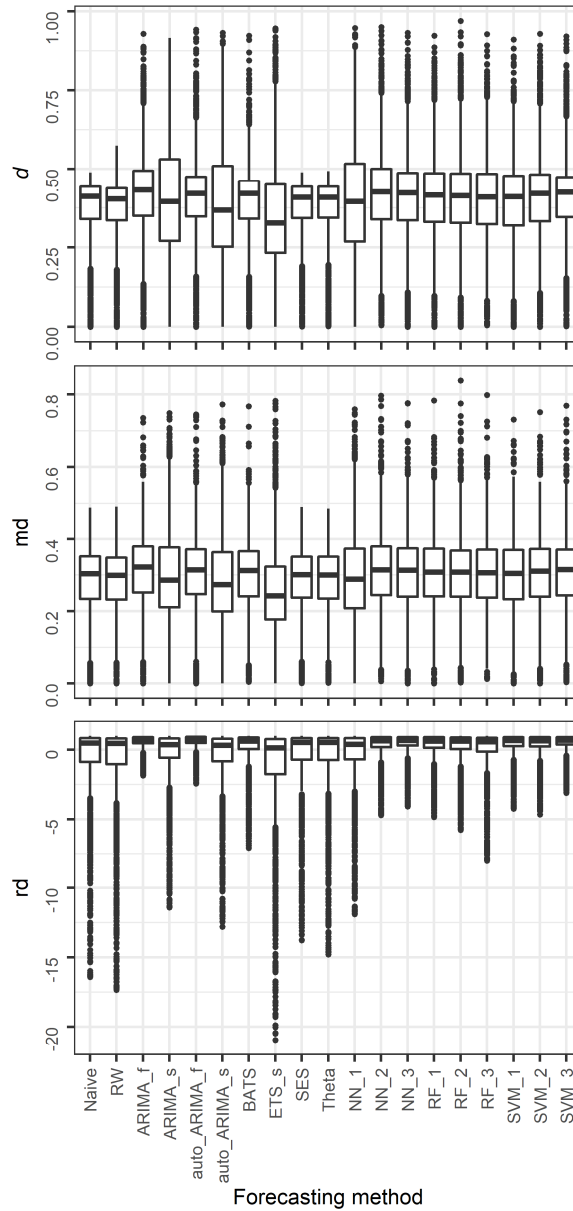 1.00
0.75
0.50
0.25
0.00
d
0.8
0.6
0.4
0.2
0.0
md
0
-5
-10
-15
-20
rd
Naive
RW
ARIMA_f
ARIMA_s
auto_ARIMA_f
auto_ARIMA_s
BATS
ETS_s
SES
Theta
NN_1
NN_2
NN_3
RF_1
RF_2
RF_3
SVM_1
SVM_2
SVM_3
Forecasting method